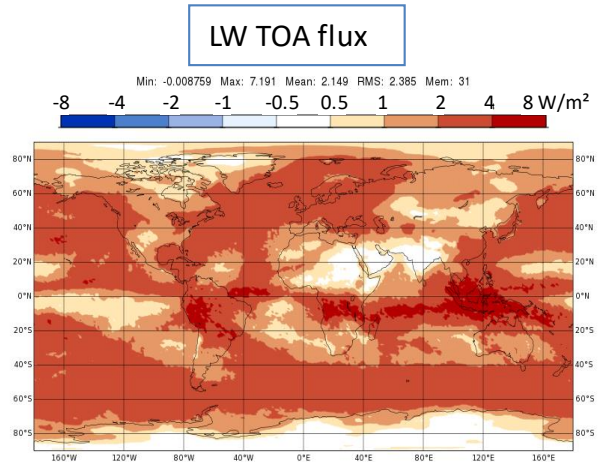 LW TOA flux
Min: -0.008759 Max: 7.191 Mean: 2.149 RMS: 2.385 Mem: 31
-8 -4 -2 -1 -0.5 0.5 1 2 4 8 W/m²
80°N
60°N
40°N
20°N
0°N
20°S
40°S
60°S
80°S
160°W 120°W 80°W 40°W 0°E 40°E 80°E 120°E 160°E